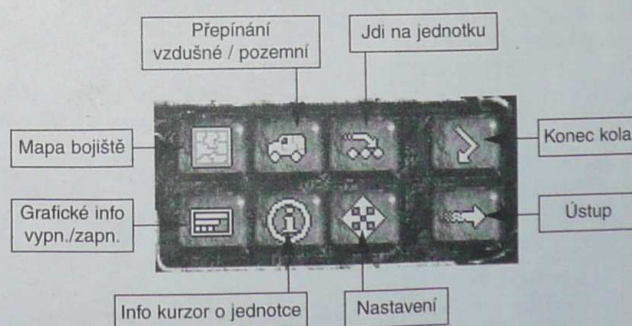 Přepínání
vzdušné / pozemní
Jdi na jednotku
Mapa bojiště
Konec kola
Grafické info
vypn./zapn.
Ústup
Info kurzor o jednotce
Nastavení